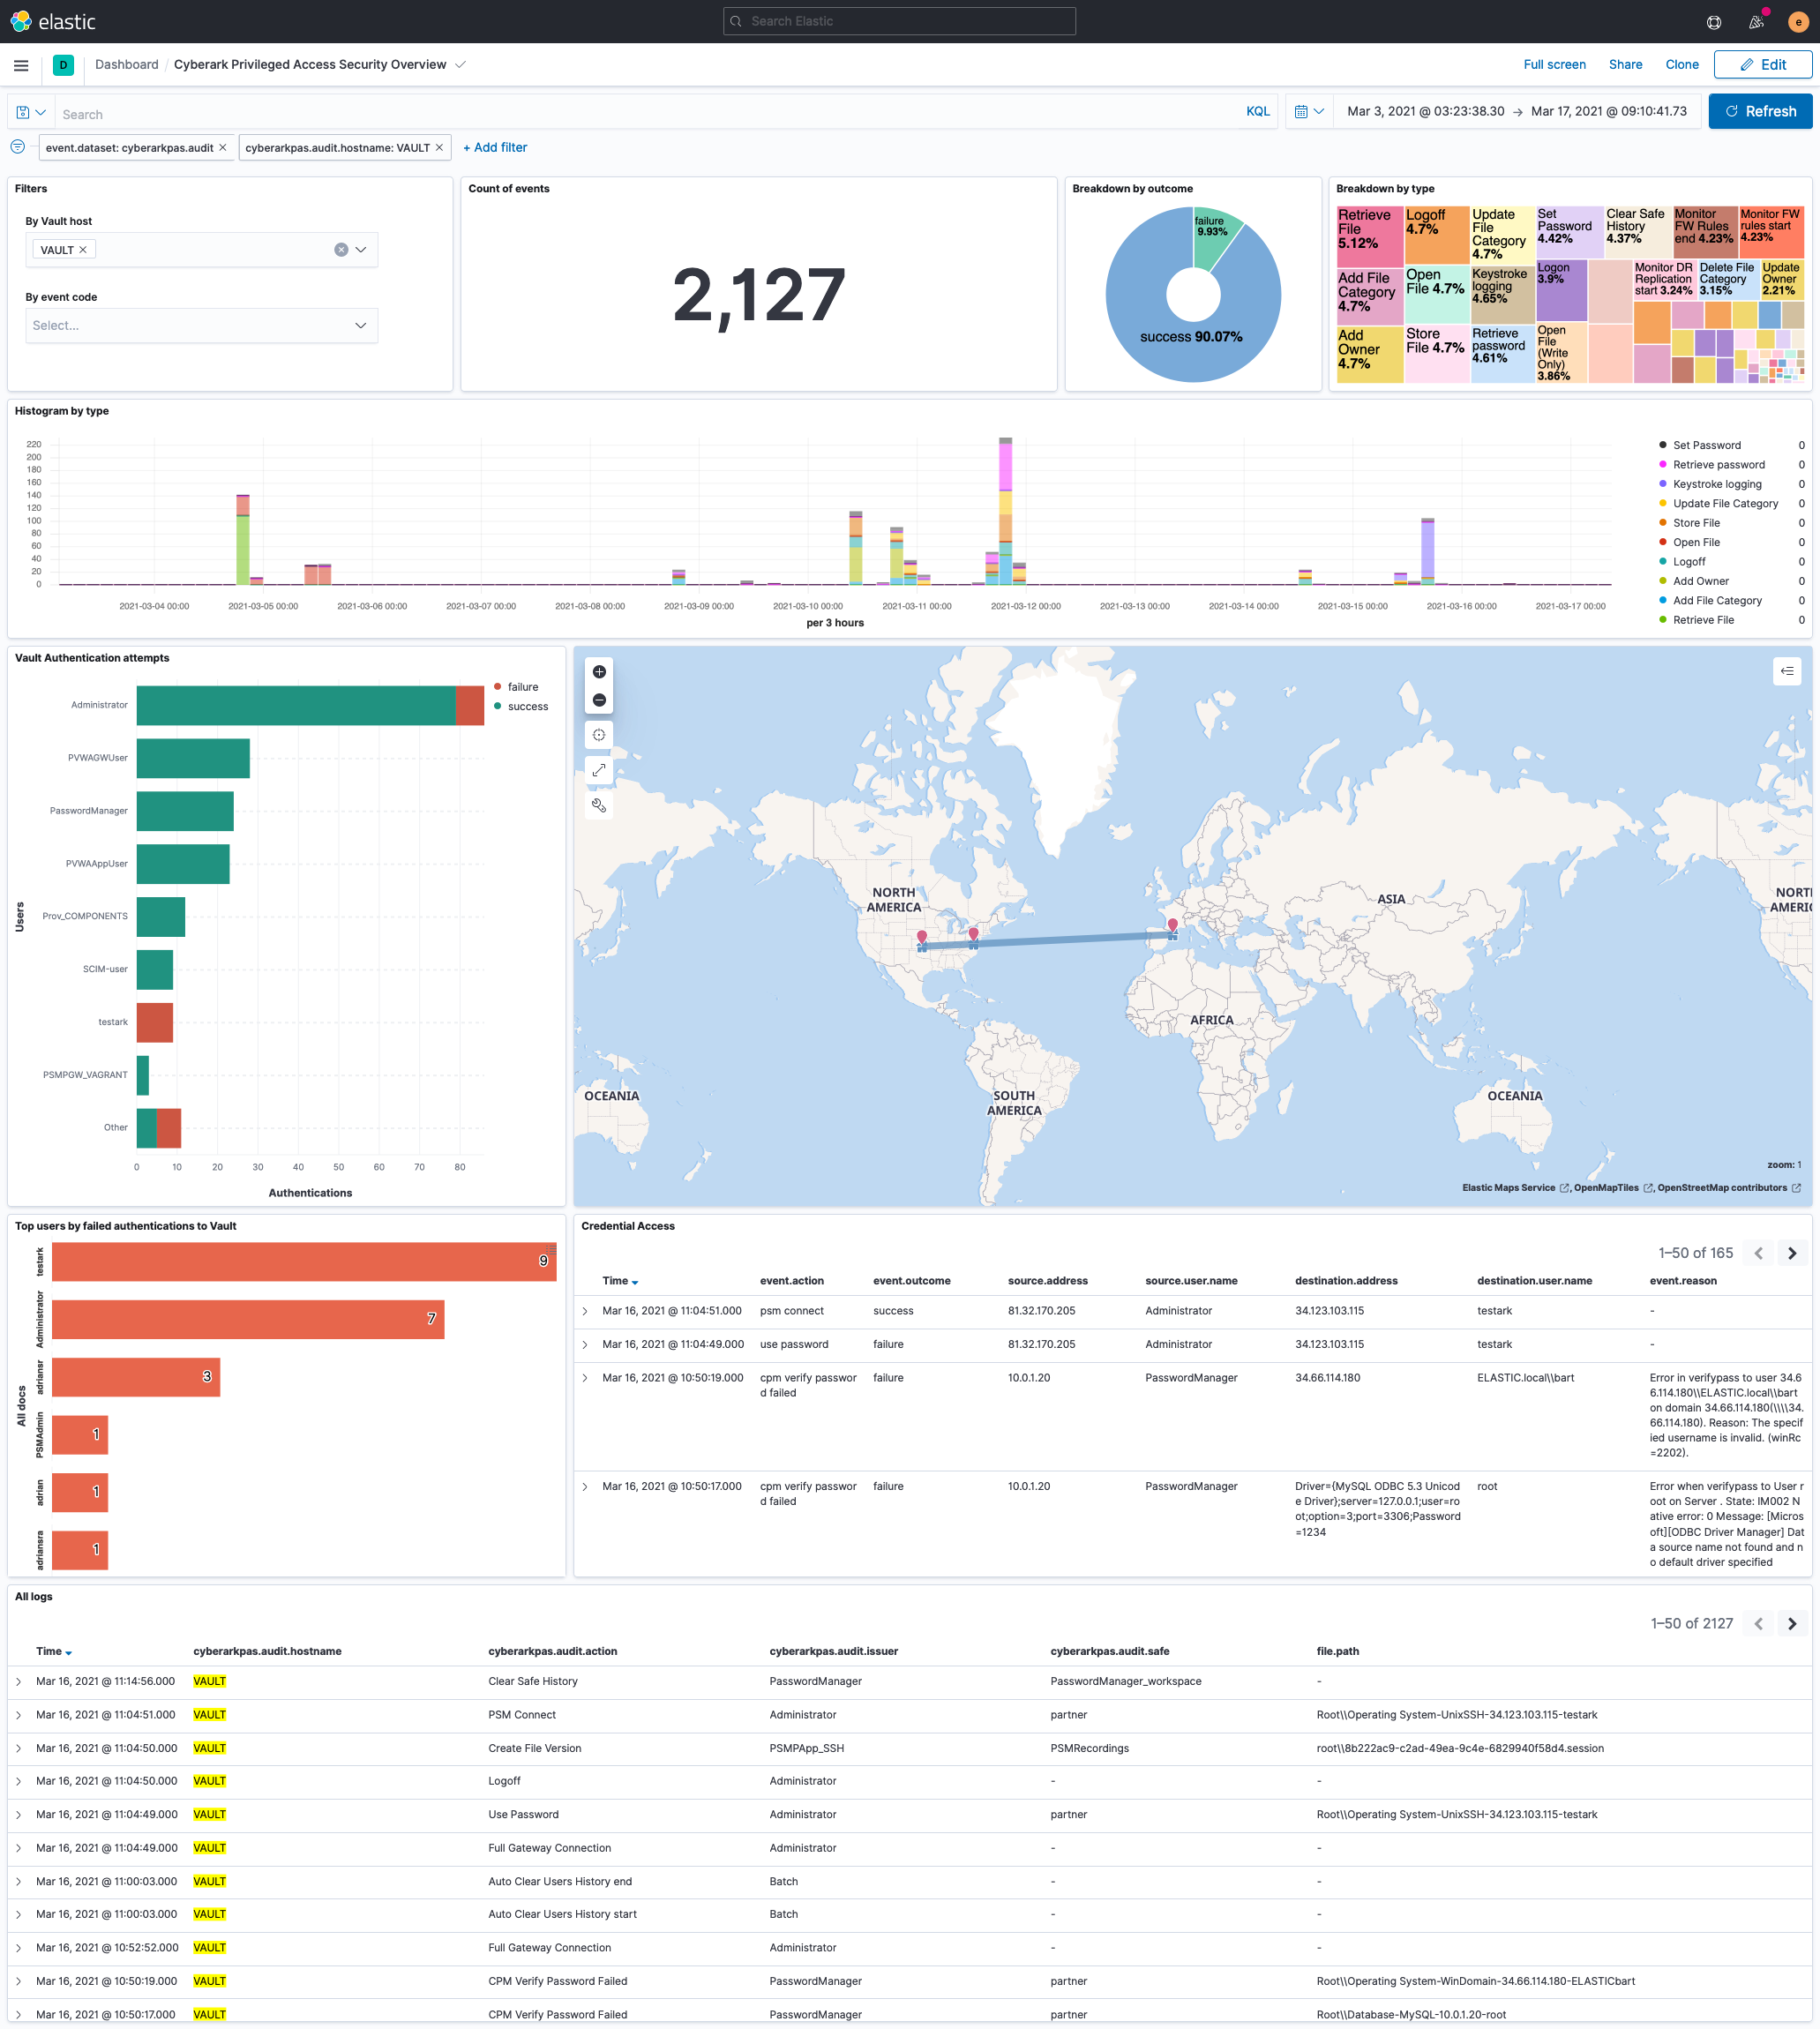 elastic
Search Elastic
e
D
Dashboard / Cyberark Privileged Access Security Overview
Full screen
Share
Clone
Edit
Search
KQL
Mar 3, 2021 @ 03:23:38.30 → Mar 17, 2021 @ 09:10:41.73
Refresh
event.dataset: cyberarkpas.audit ×
cyberarkpas.audit.hostname: VAULT ×
+ Add filter
Filters
By Vault host
VAULT ×
By event code
Select...
Count of events
2,127
Breakdown by outcome
failure
9.93%
success 90.07%
Breakdown by type
Retrieve
File
5.12%
Add File
Category
4.7%
Add
Owner
4.7%
Logoff
4.7%
Open
File 4.7%
Store
File 4.7%
Update
File
Category
4.7%
Keystroke
logging
4.65%
Retrieve
password
4.61%
Set
Password
4.42%
Clear Safe
History
4.37%
Monitor
FW Rules
end 4.23%
Monitor FW
rules start
4.23%
Logon
3.9%
Open
File
(Write
Only)
3.86%
Monitor DR
Replication
start 3.24%
Delete File
Category
3.15%
Update
Owner
2.21%
Histogram by type
220
200
180
160
140
120
100
80
60
40
20
0
2021-03-04 00:00
2021-03-05 00:00
2021-03-06 00:00
2021-03-07 00:00
2021-03-08 00:00
2021-03-09 00:00
2021-03-10 00:00
2021-03-11 00:00
2021-03-12 00:00
2021-03-13 00:00
2021-03-14 00:00
2021-03-15 00:00
2021-03-16 00:00
2021-03-17 00:00
per 3 hours
Set Password 0
Retrieve password 0
Keystroke logging 0
Update File Category 0
Store File 0
Open File 0
Logoff 0
Add Owner 0
Add File Category 0
Retrieve File 0
Vault Authentication attempts
failure
success
Users
Administrator
PVWAGWUser
PasswordManager
PVWAAppUser
Prov_COMPONENTS
SCIM-user
testark
PSMPGW_VAGRANT
Other
0 10 20 30 40 50 60 70 80
Authentications
NORTH
AMERICA
ASIA
NORTH
AMERIC
AFRICA
OCEANIA
SOUTH
AMERICA
OCEANIA
zoom: 1
Elastic Maps Service , OpenMapTiles , OpenStreetMap contributors
Top users by failed authentications to Vault
All docs
testark
9
Administrator
7
adriansr
3
PSMAdmin
1
adrian
1
adriansra
1
Credential Access
1–50 of 165
Time event.action event.outcome source.address source.user.name destination.address destination.user.name event.reason
Mar 16, 2021 @ 11:04:51.000 psm connect success 81.32.170.205 Administrator 34.123.103.115 testark -
Mar 16, 2021 @ 11:04:49.000 use password failure 81.32.170.205 Administrator 34.123.103.115 testark -
Mar 16, 2021 @ 10:50:19.000 cpm verify passwor failure 10.0.1.20 PasswordManager 34.66.114.180 ELASTIC.local\\bart Error in verifypass to user 34.6
d failed 6.114.180\\ELASTIC.local\\bart
on domain 34.66.114.180(\\\\34.
66.114.180). Reason: The specif
ied username is invalid. (winRc
=2202).
Mar 16, 2021 @ 10:50:17.000 cpm verify passwor failure 10.0.1.20 PasswordManager Driver={MySQL ODBC 5.3 Unicod root Error when verifypass to User r
d failed e Driver};server=127.0.0.1;user=ro oot on Server . State: IM002 N
ot;option=3;port=3306;Password ative error: 0 Message: [Micros
=1234 oft][ODBC Driver Manager] Dat
a source name not found and n
o default driver specified
All logs
1–50 of 2127
Time cyberarkpas.audit.hostname cyberarkpas.audit.action cyberarkpas.audit.issuer cyberarkpas.audit.safe file.path
Mar 16, 2021 @ 11:14:56.000 VAULT Clear Safe History PasswordManager PasswordManager_workspace -
Mar 16, 2021 @ 11:04:51.000 VAULT PSM Connect Administrator partner Root\\Operating System-UnixSSH-34.123.103.115-testark
Mar 16, 2021 @ 11:04:50.000 VAULT Create File Version PSMPApp_SSH PSMRecordings root\\8b222ac9-c2ad-49ea-9c4e-6829940f58d4.session
Mar 16, 2021 @ 11:04:50.000 VAULT Logoff Administrator - -
Mar 16, 2021 @ 11:04:49.000 VAULT Use Password Administrator partner Root\\Operating System-UnixSSH-34.123.103.115-testark
Mar 16, 2021 @ 11:04:49.000 VAULT Full Gateway Connection Administrator - -
Mar 16, 2021 @ 11:00:03.000 VAULT Auto Clear Users History end Batch - -
Mar 16, 2021 @ 11:00:03.000 VAULT Auto Clear Users History start Batch - -
Mar 16, 2021 @ 10:52:52.000 VAULT Full Gateway Connection Administrator - -
Mar 16, 2021 @ 10:50:19.000 VAULT CPM Verify Password Failed PasswordManager partner Root\\Operating System-WinDomain-34.66.114.180-ELASTICbart
Mar 16, 2021 @ 10:50:17.000 VAULT CPM Verify Password Failed PasswordManager partner Root\\Database-MySQL-10.0.1.20-root